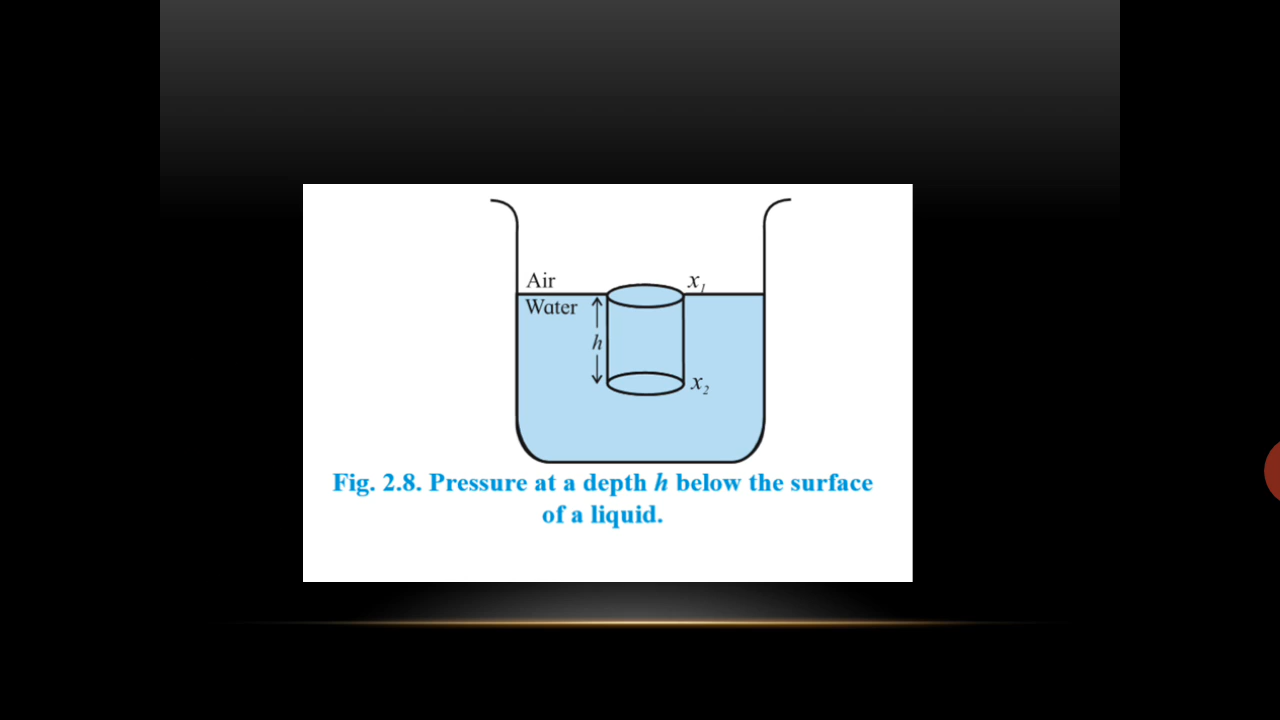 Air
x₁
Water
h
x₂
Fig. 2.8. Pressure at a depth h below the surface
of a liquid.